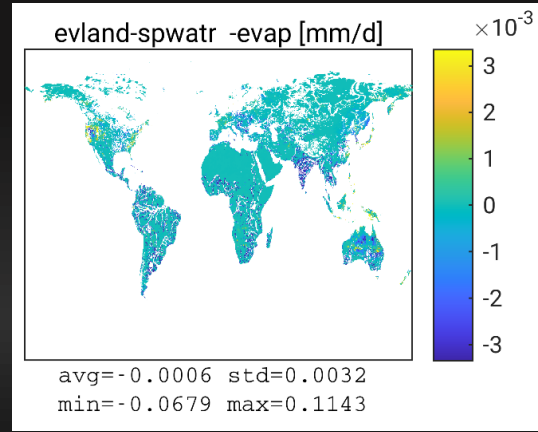 evland-spwatr -evap [mm/d]
×10⁻³
3
2
1
0
-1
-2
-3
avg=-0.0006 std=0.0032
min=-0.0679 max=0.1143